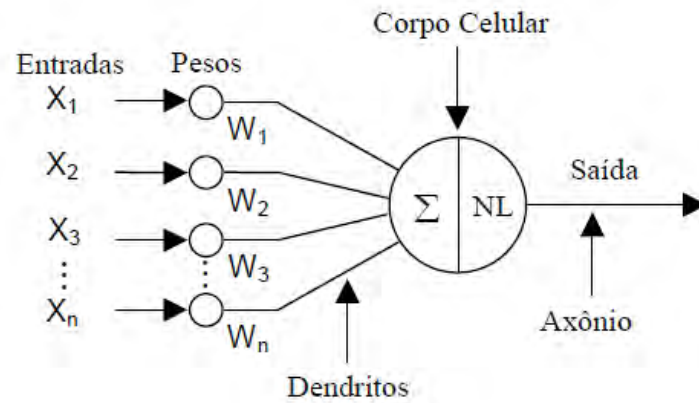 Corpo Celular
Entradas
Pesos
X1
W1
X2
W2
Σ
NL
Saída
X3
W3
Xn
Wn
Axônio
Dendritos